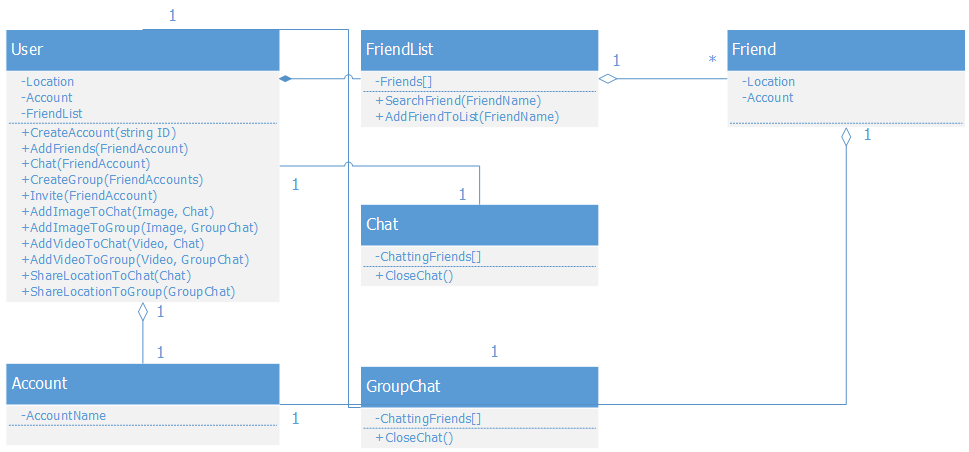 1
User
-Location
-Account
-FriendList
+CreateAccount(string ID)
+AddFriends(FriendAccount)
+Chat(FriendAccount)
+CreateGroup(FriendAccounts)
+Invite(FriendAccount)
+AddImageToChat(Image, Chat)
+AddImageToGroup(Image, GroupChat)
+AddVideoToChat(Video, Chat)
+AddVideoToGroup(Video, GroupChat)
+ShareLocationToChat(Chat)
+ShareLocationToGroup(GroupChat)
FriendList
-Friends[]
+SearchFriend(FriendName)
+AddFriendToList(FriendName)
1
*
Friend
-Location
-Account
1
1
1
Chat
-ChattingFriends[]
+CloseChat()
1
1
Account
-AccountName
1
1
GroupChat
-ChattingFriends[]
+CloseChat()